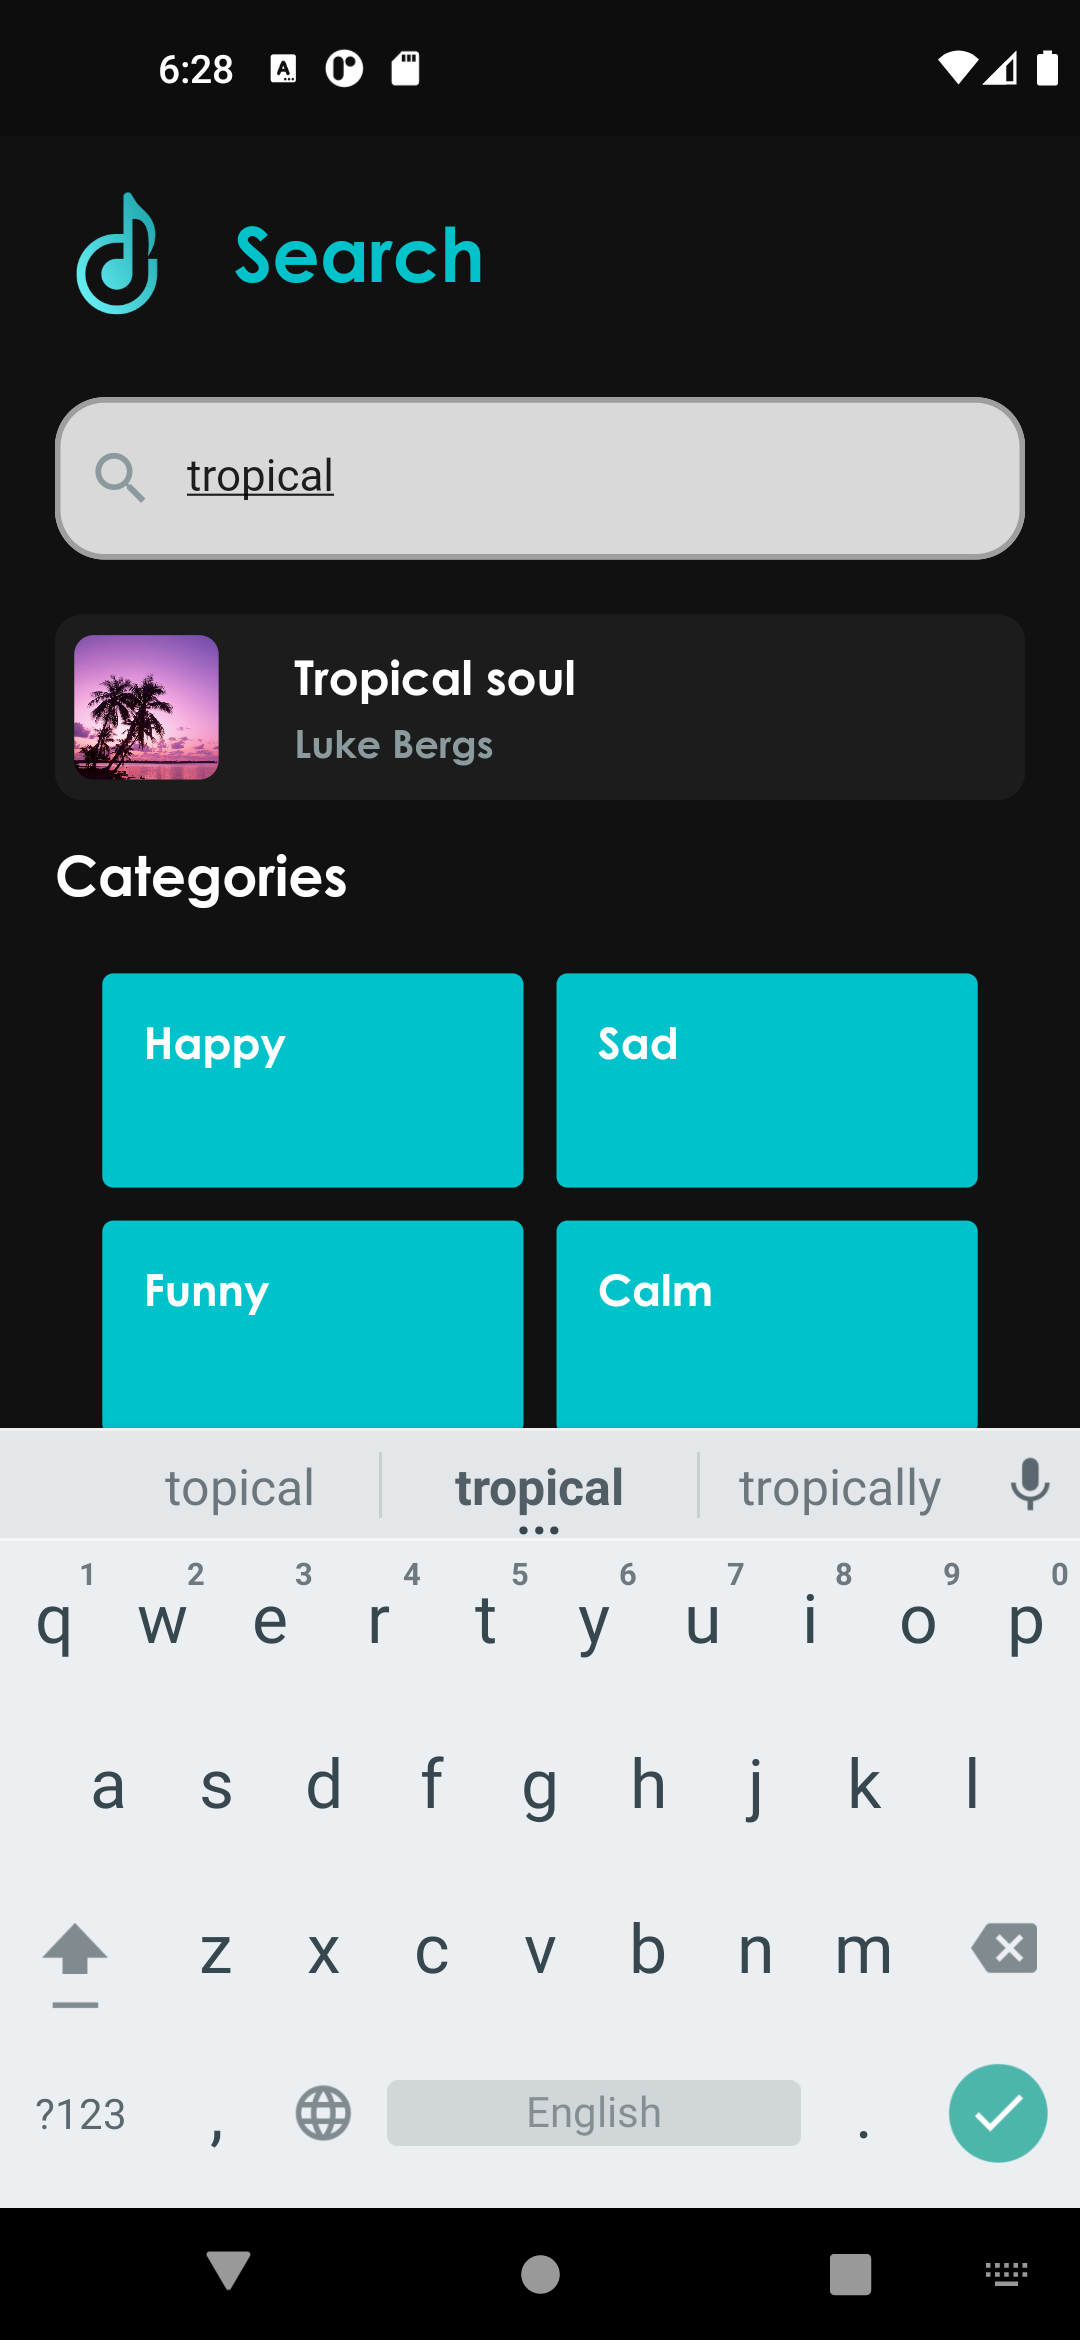 6:28
Search
tropical
Tropical soul
Luke Bergs
Categories
Happy
Sad
Funny
Calm
topical
tropical
tropically
1 2 3 4 5 6 7 8 9 0
q w e r t y u i o p
a s d f g h j k l
z x c v b n m
?123 , English .